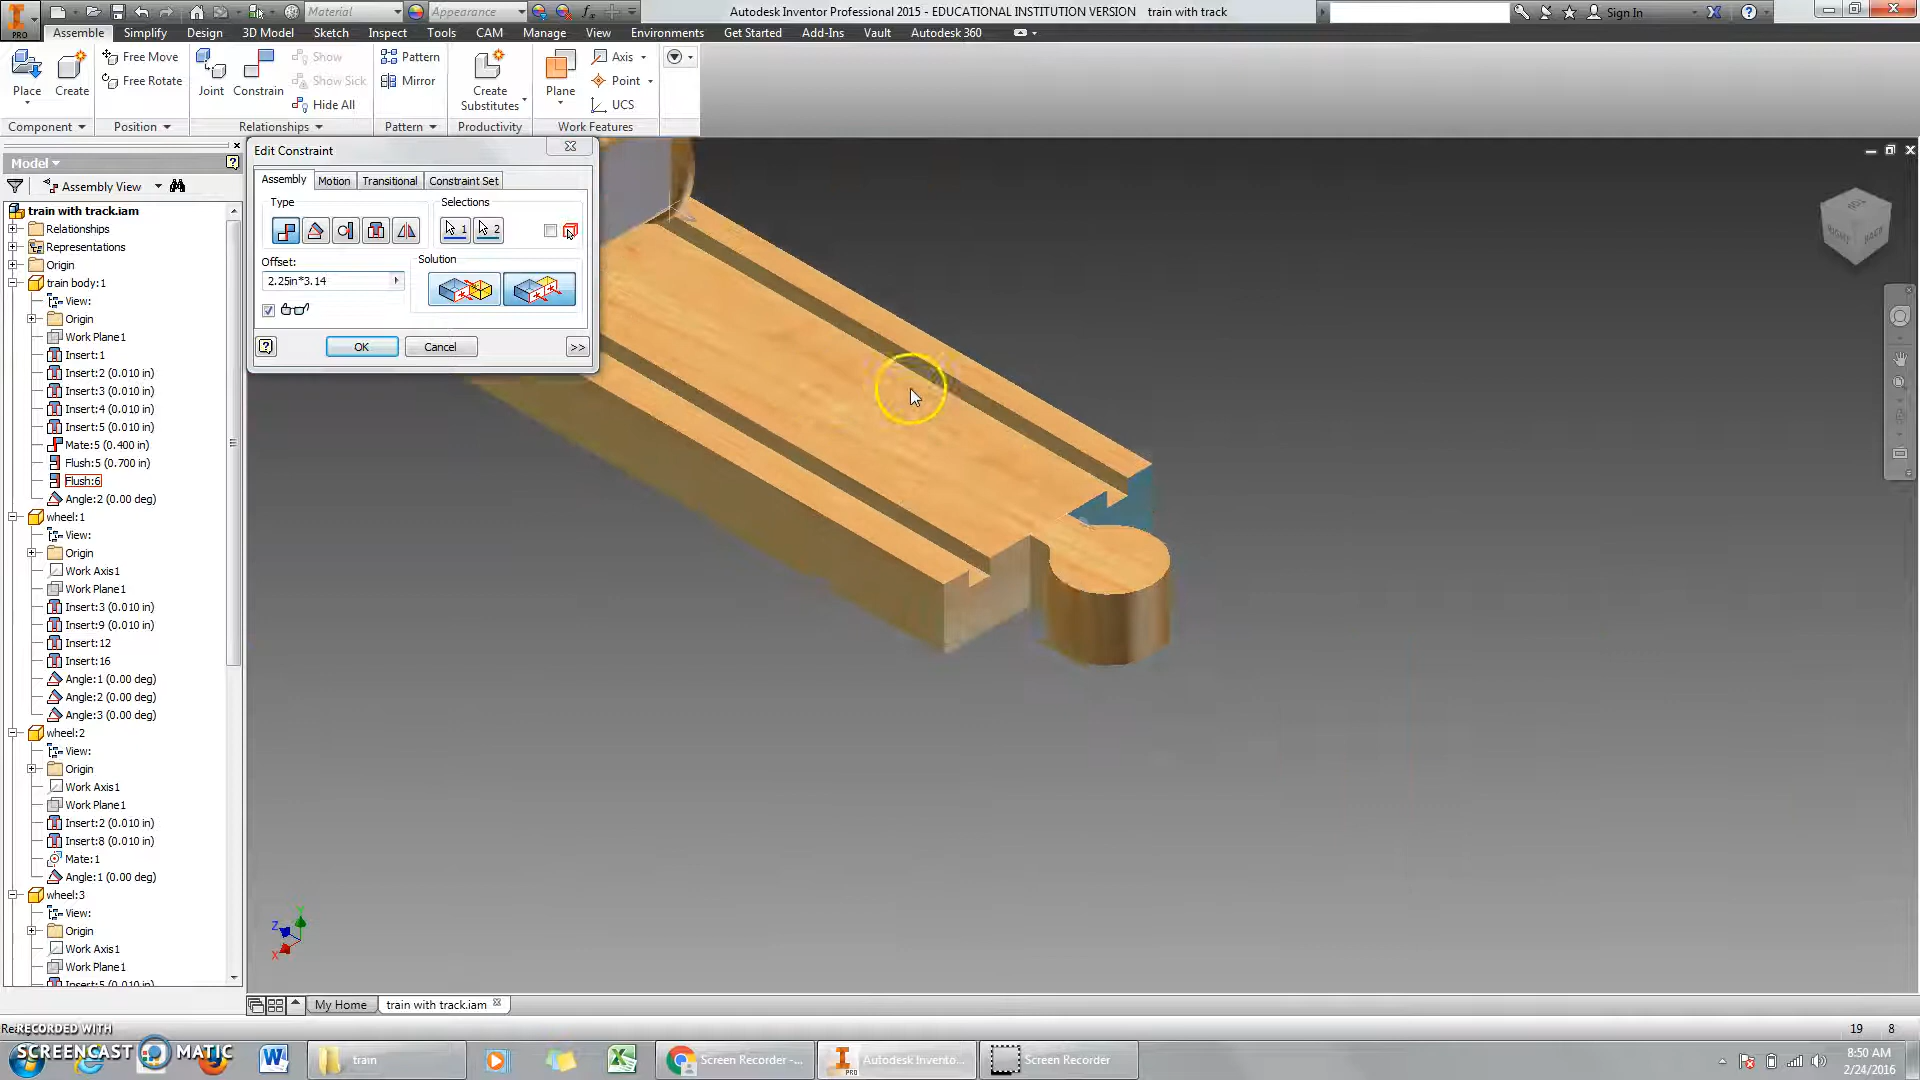 Material
Appearance
Autodesk Inventor Professional 2015 - EDUCATIONAL INSTITUTION VERSION train with track
Sign In
PRO
Assemble Simplify Design 3D Model Sketch Inspect Tools CAM Manage View Environments Get Started Add-Ins Vault Autodesk 360
Place
Create
Free Move
Free Rotate
Joint
Constrain
Show
Show Sick
Hide All
Pattern
Mirror
Create
Substitutes
Plane
Axis
Point
UCS
Component Position Relationships Pattern Productivity Work Features
Model
Assembly View
train with track.iam
Relationships
Representations
Origin
train body:1
View:
Origin
Work Plane1
Insert:1
Insert:2 (0.010 in)
Insert:3 (0.010 in)
Insert:4 (0.010 in)
Insert:5 (0.010 in)
Mate:5 (0.400 in)
Flush:5 (0.700 in)
Flush:6
Angle:2 (0.00 deg)
wheel:1
View:
Origin
Work Axis1
Work Plane1
Insert:3 (0.010 in)
Insert:9 (0.010 in)
Insert:12
Insert:16
Angle:1 (0.00 deg)
Angle:2 (0.00 deg)
Angle:3 (0.00 deg)
wheel:2
View:
Origin
Work Axis1
Work Plane1
Insert:2 (0.010 in)
Insert:8 (0.010 in)
Mate:1
Angle:1 (0.00 deg)
wheel:3
View:
Origin
Work Axis1
Work Plane1
Insert:5 (0.010 in)
Edit Constraint
Assembly Motion Transitional Constraint Set
Type
Selections
1 2
Offset:
2.25in*3.14
Solution
OK Cancel >>
TOP
RIGHT BACK
Z Y X
My Home train with track.iam
19 8
RECORDED WITH
SCREENCAST MATIC
train
Screen Recorder -...
Autodesk Invento...
Screen Recorder
8:50 AM
2/24/2016